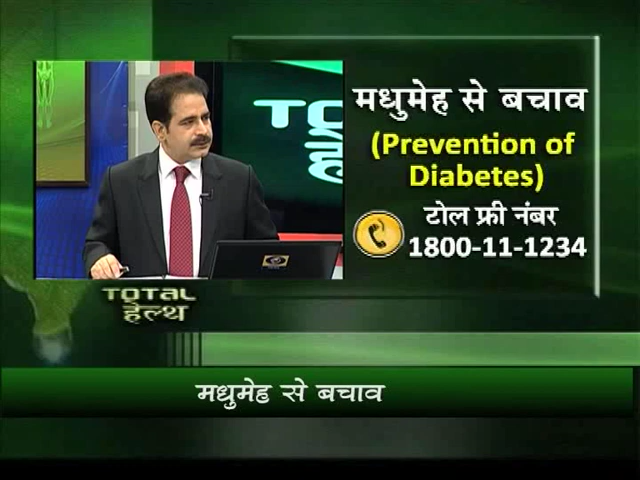 मधुमेह से बचाव
(Prevention of
Diabetes)
टोल फ्री नंबर
1800-11-1234
TOTAL
हेल्थ
मधुमेह से बचाव